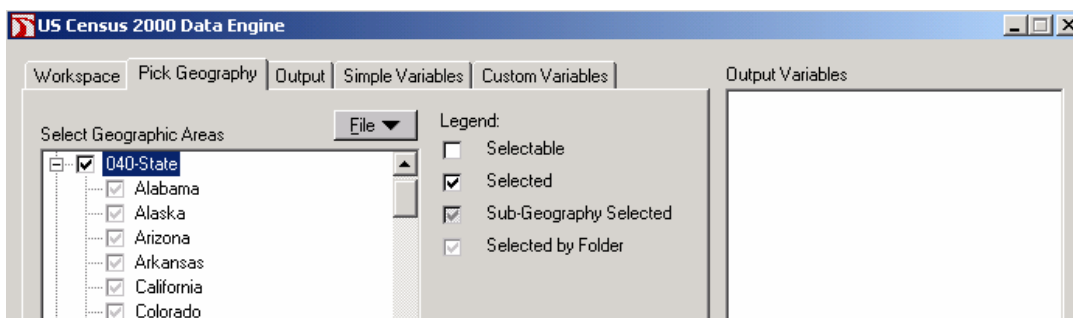 US Census 2000 Data Engine
Workspace Pick Geography Output Simple Variables Custom Variables
Output Variables
Select Geographic Areas
File
040-State
Alabama
Alaska
Arizona
Arkansas
California
Colorado
Legend:
Selectable
Selected
Sub-Geography Selected
Selected by Folder